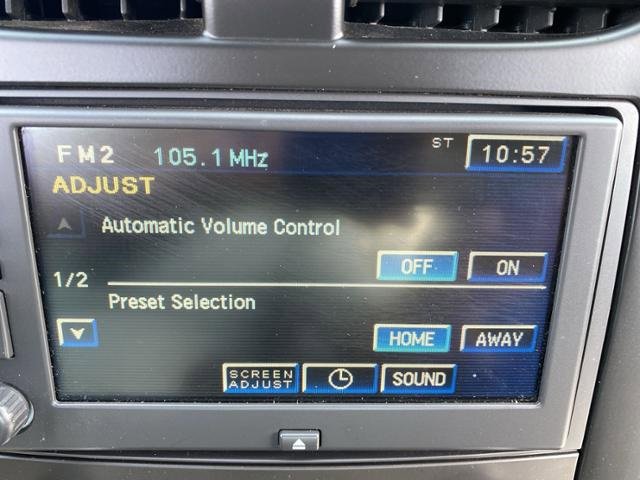 FM2 105.1 MHz ST 10:57
ADJUST
Automatic Volume Control
OFF ON
1/2
Preset Selection
HOME AWAY
SCREEN ADJUST SOUND